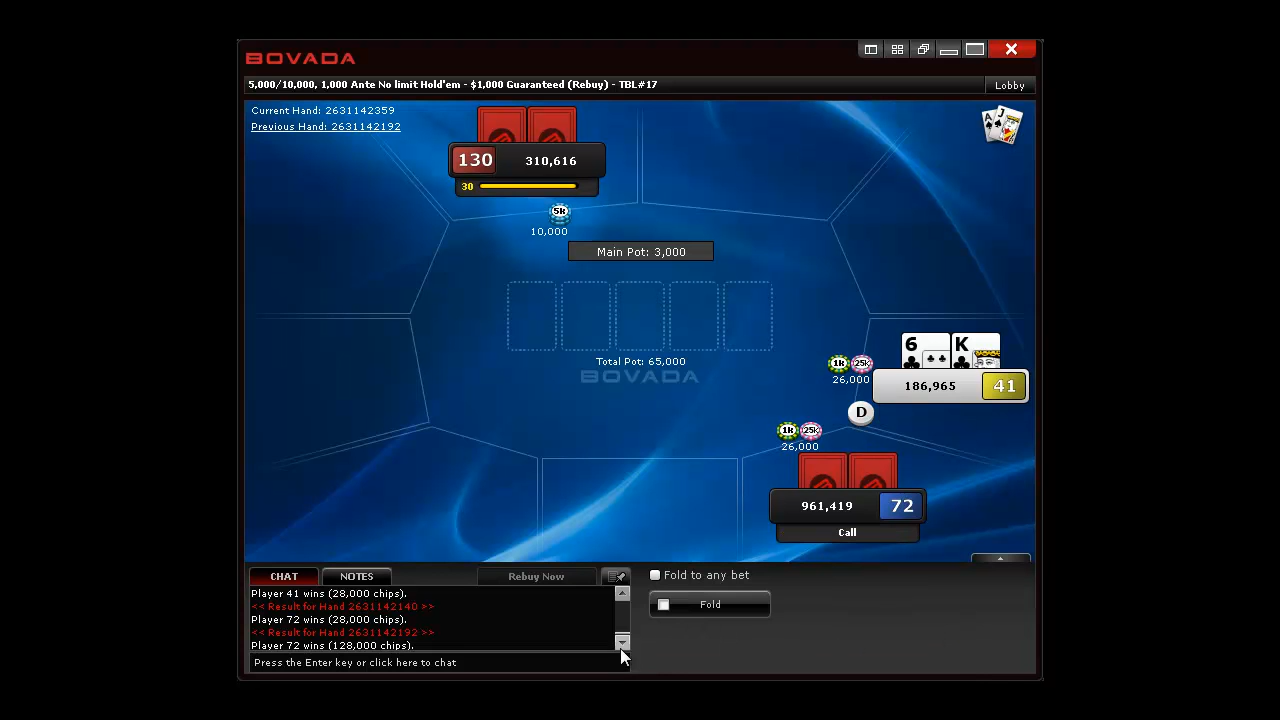 BOVADA
5,000/10,000, 1,000 Ante No limit Hold'em - $1,000 Guaranteed (Rebuy) - TBL#17
Lobby
Current Hand: 2631142359
Previous Hand: 2631142192
A J
130 310,616
30
5k
10,000
Main Pot: 3,000
Total Pot: 65,000
BOVADA
6 K
1k 25k
26,000
186,965 41
D
1k 25k
26,000
961,419 72
Call
CHAT NOTES Rebuy Now
Fold to any bet
Fold
Player 41 wins (28,000 chips).
<< Result for Hand 2631142140 >>
Player 72 wins (28,000 chips).
<< Result for Hand 2631142192 >>
Player 72 wins (128,000 chips).
Press the Enter key or click here to chat